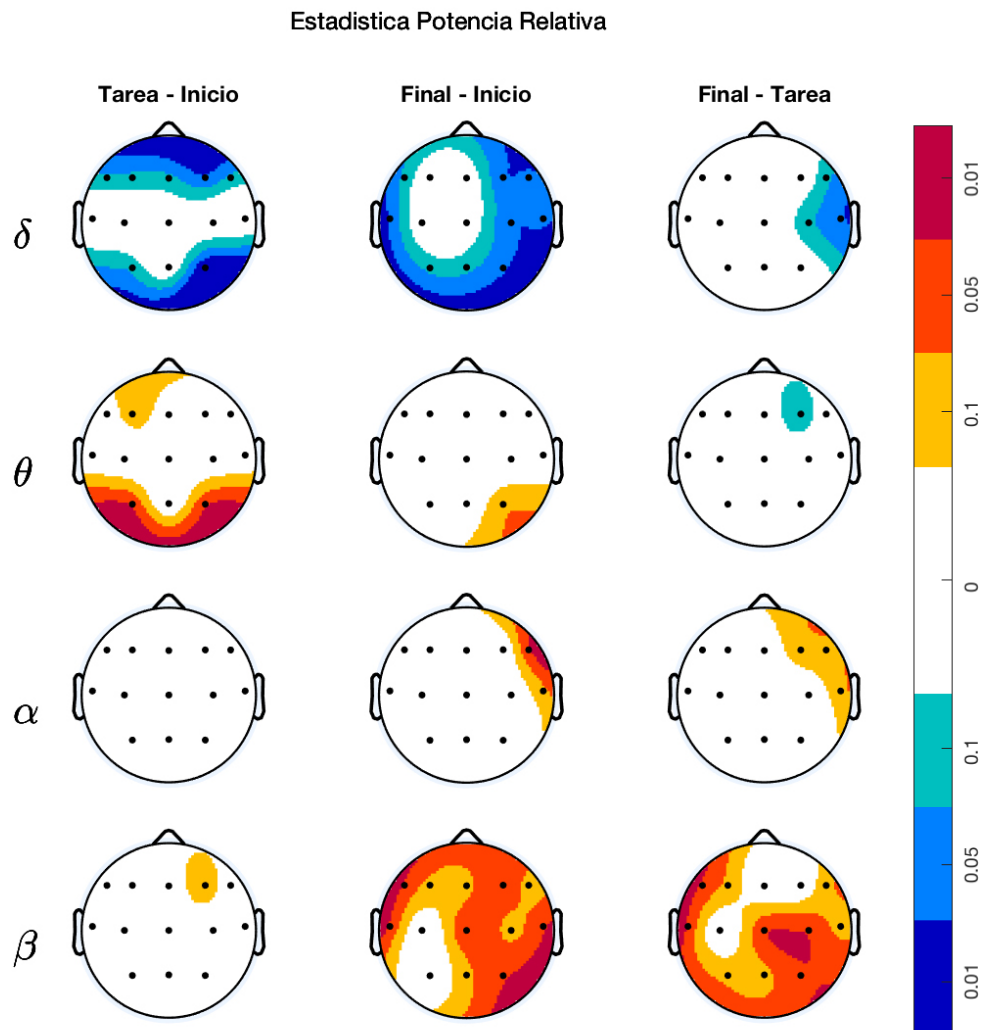 Estadistica Potencia Relativa
Tarea - Inicio
Final - Inicio
Final - Tarea
δ
θ
α
β
0.01
0.05
0.1
0
0.1
0.05
0.01